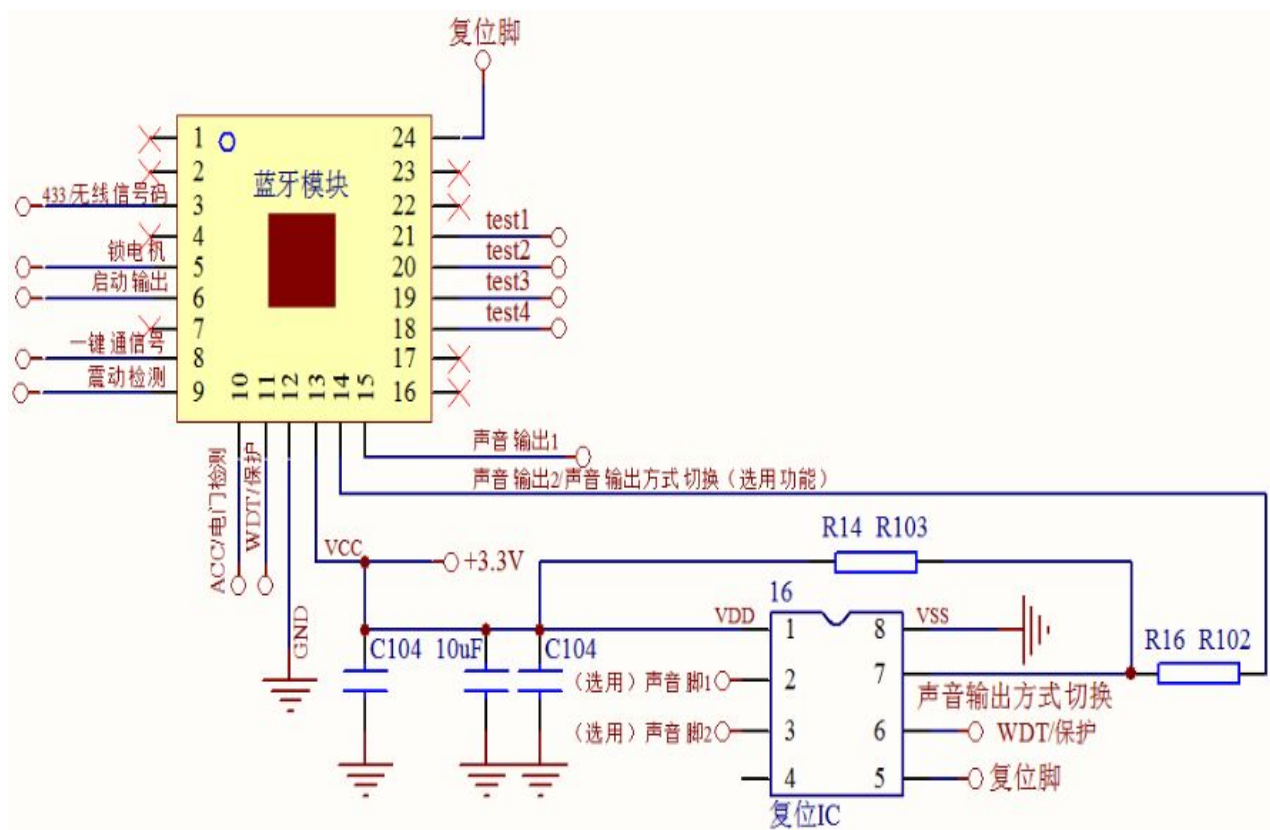 复位脚
1
24
2
23
蓝牙模块
433/无线信号码
3
22
4
21
test1
锁电机
5
20
test2
启动输出
6
19
test3
7
18
test4
一键通信号
8
17
震动检测
9
16
10
11
12
13
14
15
声音输出1
声音输出2/声音输出方式切换（选用功能）
ACC/电门检测
WDT/保护
GND
VCC
+3.3V
R14 R103
16
VDD
1
8
VSS
C104
10uF
C104
R16 R102
（选用）声音脚1
2
7
声音输出方式切换
（选用）声音脚2
3
6
WDT/保护
4
5
复位脚
复位IC